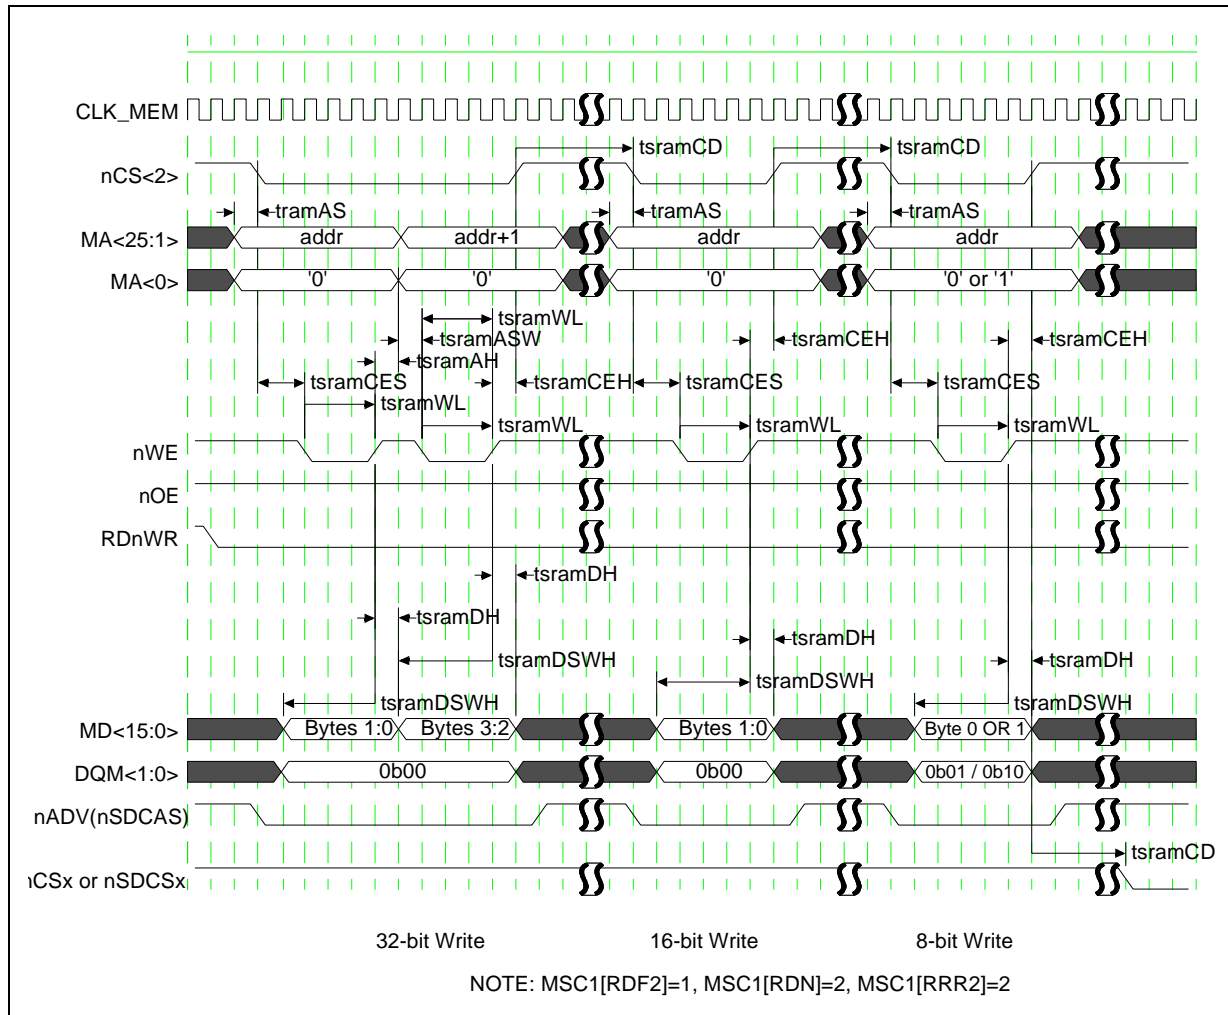 CLK_MEM
tsramCD tsramCD
nCS<2>
tramAS tramAS tramAS
MA<25:1> addr addr+1 addr addr
MA<0> '0' '0' '0' '0' or '1'
tsramWL
tsramASW tsramCEH tsramCEH
tsramAH
tsramCES tsramCEH tsramCES tsramCES
tsramWL
tsramWL tsramWL tsramWL
nWE
nOE
RDnWR
tsramDH
tsramDH
tsramDH tsramDH
tsramDSWH
tsramDSWH
tsramDSWH tsramDSWH
MD<15:0> Bytes 1:0 Bytes 3:2 Bytes 1:0 Byte 0 OR 1
DQM<1:0> 0b00 0b00 0b01 / 0b10
nADV(nSDCAS)
tsramCD
nCSx or nSDCSx
32-bit Write 16-bit Write 8-bit Write
NOTE: MSC1[RDF2]=1, MSC1[RDN]=2, MSC1[RRR2]=2